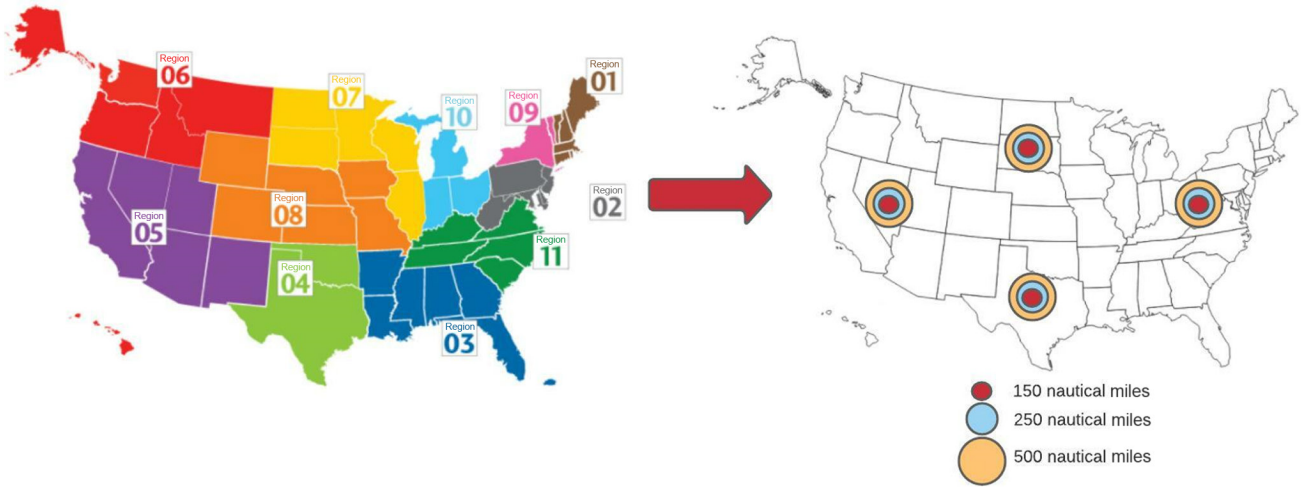 Region
06
Region
07
Region
10
Region
09
Region
01
Region
02
Region
05
Region
08
Region
04
Region
11
Region
03
150 nautical miles
250 nautical miles
500 nautical miles